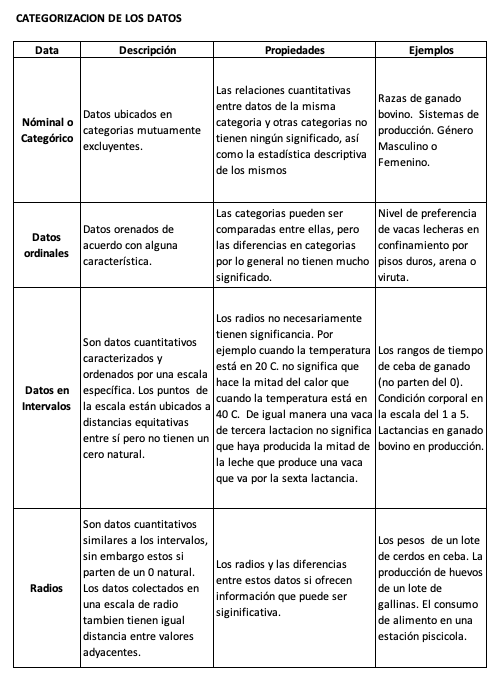 CATEGORIZACION DE LOS DATOS
Data
Descripción
Propiedades
Ejemplos
Nóminal o
Categórico
Datos ubicados en
categorias mutuamente
excluyentes.
Las relaciones cuantitativas
entre datos de la misma
categoria y otras categorias no
tienen ningún significado, así
como la estadística descriptiva
de los mismos
Razas de ganado
bovino.  Sistemas de
producción. Género
Masculino o
Femenino.
Datos
ordinales
Datos orenados de
acuerdo con alguna
característica.
Las categorias pueden ser
comparadas entre ellas, pero
las diferencias en categorias
por lo general no tienen mucho
significado.
Nivel de preferencia
de vacas lecheras en
confinamiento por
pisos duros, arena o
viruta.
Datos en
Intervalos
Son datos cuantitativos
caracterizados y
ordenados por una escala
específica. Los puntos  de
la escala están ubicados a
distancias equitativas
entre sí pero no tienen un
cero natural.
Los radios no necesariamente
tienen significancia. Por
ejemplo cuando la temperatura
está en 20 C. no significa que
hace la mitad del calor que
cuando la temperatura está en
40 C.  De igual manera una vaca
de tercera lactacion no significa
que haya producida la mitad de
la leche que produce una vaca
que va por la sexta lactancia.
Los rangos de tiempo
de ceba de ganado
(no parten del 0).
Condición corporal en
la escala del 1 a 5.
Lactancias en ganado
bovino en producción.
Radios
Son datos cuantitativos
similares a los intervalos,
sin embargo estos si
parten de un 0 natural.
Los datos colectados en
una escala de radio
tambien tienen igual
distancia entre valores
adyacentes.
Los radios y las diferencias
entre estos datos si ofrecen
información que puede ser
siginificativa.
Los pesos  de un lote
de cerdos en ceba. La
producción de huevos
de un lote de
gallinas. El consumo
de alimento en una
estación piscicola.